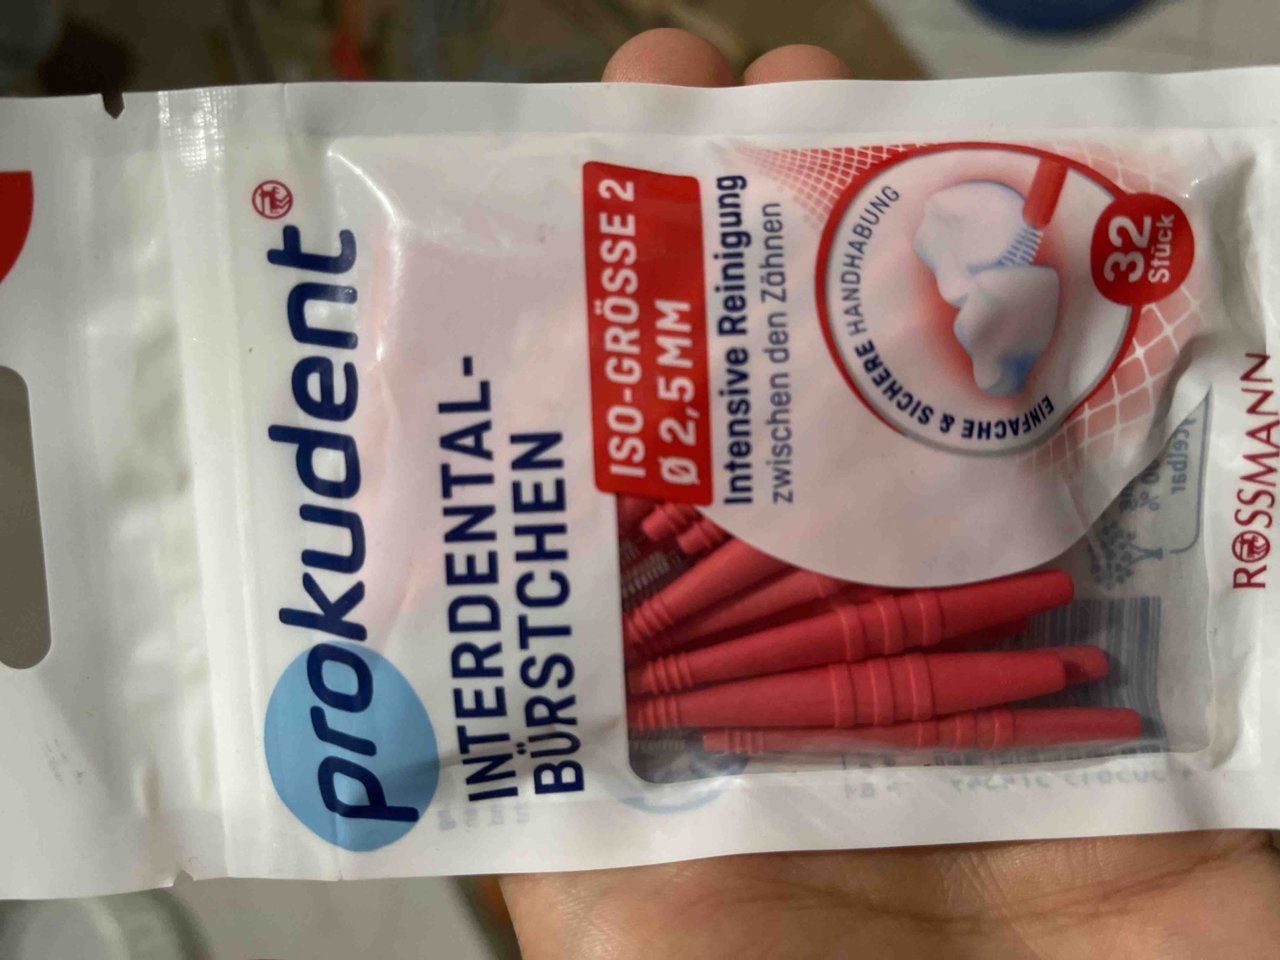 prokudent®
INTERDENTAL-
BÜRSTCHEN
ISO-GRÖSSE 2
Ø 2,5 MM
Intensive Reinigung
zwischen den Zähnen
EINFACHE & SICHERE HANDHABUNG
32
Stück
ROSSMANN